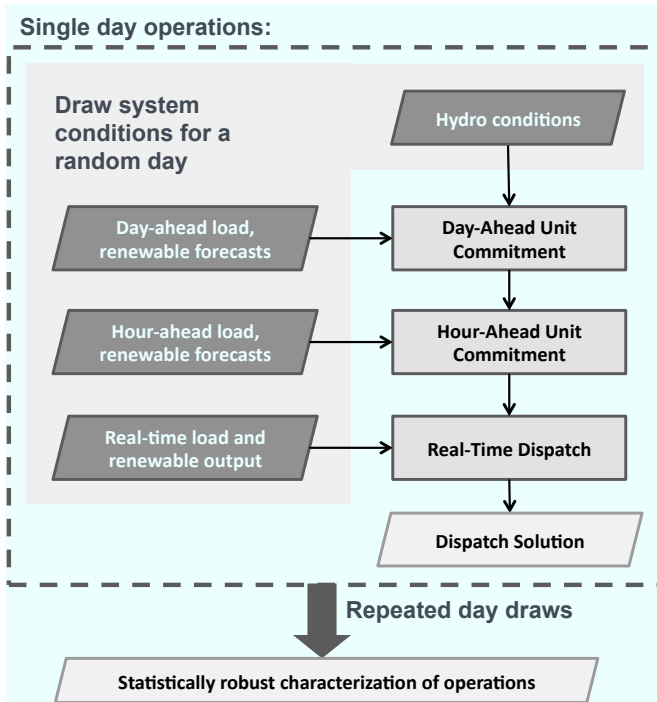 Single day operations:
Draw system
conditions for a
random day
Hydro conditions
Day-ahead load,
renewable forecasts
Day-Ahead Unit
Commitment
Hour-ahead load,
renewable forecasts
Hour-Ahead Unit
Commitment
Real-time load and
renewable output
Real-Time Dispatch
Dispatch Solution
Repeated day draws
Statistically robust characterization of operations